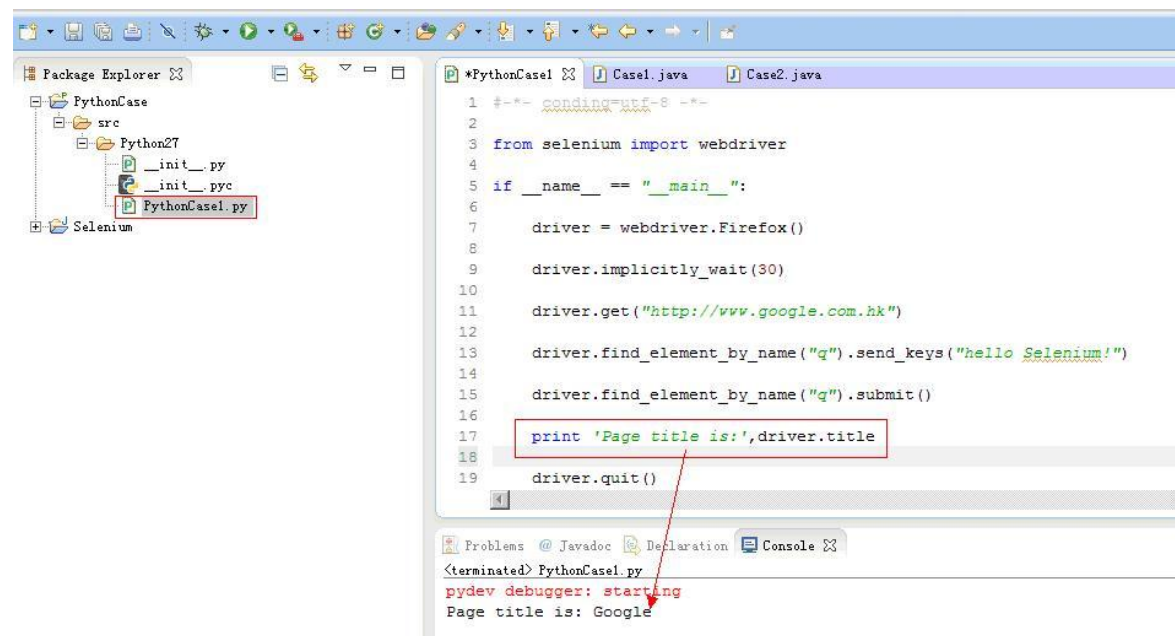 Package Explorer
PythonCase
src
Python27
__init__.py
__init__.pyc
PythonCase1.py
Selenium
*PythonCase1
Case1.java
Case2.java
1 #-*- conding=utf-8 -*-
2
3 from selenium import webdriver
4
5 if __name__ == "__main__":
6
7 driver = webdriver.Firefox()
8
9 driver.implicitly_wait(30)
10
11 driver.get("http://www.google.com.hk")
12
13 driver.find_element_by_name("q").send_keys("hello Selenium!")
14
15 driver.find_element_by_name("q").submit()
16
17 print 'Page title is:',driver.title
18
19 driver.quit()
Problems @ Javadoc Declaration Console
<terminated> PythonCase1.py
pydev debugger: starting
Page title is: Google